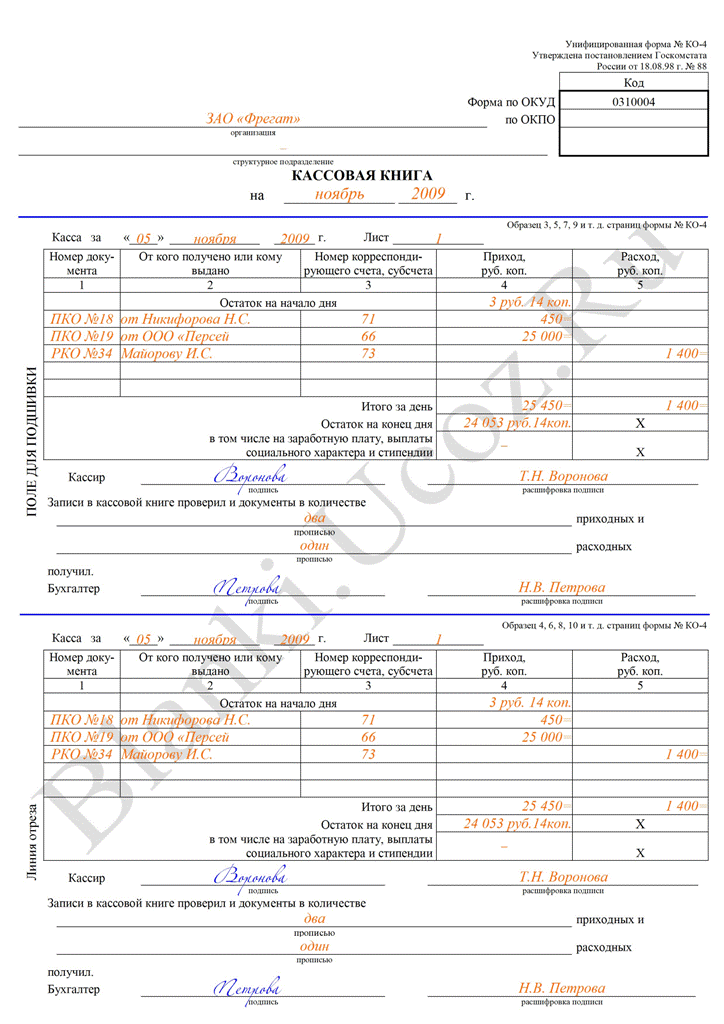 Унифицированная форма № КО-4
Утверждена постановлением Госкомстата
России от 18.08.98 г. № 88
Код
Форма по ОКУД 0310004
ЗАО «Фрегат» по ОКПО
организация
–
структурное подразделение
КАССОВАЯ КНИГА
на ноябрь 2009 г.
Образец 3, 5, 7, 9 и т. д. страниц формы № КО-4
Касса за « 05 » ноября 2009 г. Лист 1
Номер доку- От кого получено или кому Номер корреспонди- Приход, Расход,
мента выдано рующего счета, субсчета руб. коп. руб. коп.
1 2 3 4 5
Остаток на начало дня 3 руб. 14 коп.
ПКО №18 от Никифорова Н.С. 71 450=
ПКО №19 от ООО «Персей 66 25 000=
РКО №34 Майорову И.С. 73 1 400=
Итого за день 25 450= 1 400=
Остаток на конец дня 24 053 руб.14коп. Х
в том числе на заработную плату, выплаты –
социального характера и стипендии Х
Кассир Воронова Т.Н. Воронова
подпись расшифровка подписи
Записи в кассовой книге проверил и документы в количестве
два приходных и
прописью
один расходных
прописью
получил.
Бухгалтер Петрова Н.В. Петрова
подпись расшифровка подписи
ПОЛЕ ДЛЯ ПОДШИВКИ
Образец 4, 6, 8, 10 и т. д. страниц формы № КО-4
Касса за « 05 » ноября 2009 г. Лист 1
Номер доку- От кого получено или кому Номер корреспонди- Приход, Расход,
мента выдано рующего счета, субсчета руб. коп. руб. коп.
1 2 3 4 5
Остаток на начало дня 3 руб. 14 коп.
ПКО №18 от Никифорова Н.С. 71 450=
ПКО №19 от ООО «Персей 66 25 000=
РКО №34 Майорову И.С. 73 1 400=
Итого за день 25 450= 1 400=
Остаток на конец дня 24 053 руб.14коп. Х
в том числе на заработную плату, выплаты –
социального характера и стипендии Х
Кассир Воронова Т.Н. Воронова
подпись расшифровка подписи
Записи в кассовой книге проверил и документы в количестве
два приходных и
прописью
один расходных
прописью
получил.
Бухгалтер Петрова Н.В. Петрова
подпись расшифровка подписи
Линия отреза
Blanki.Ucoz.Ru